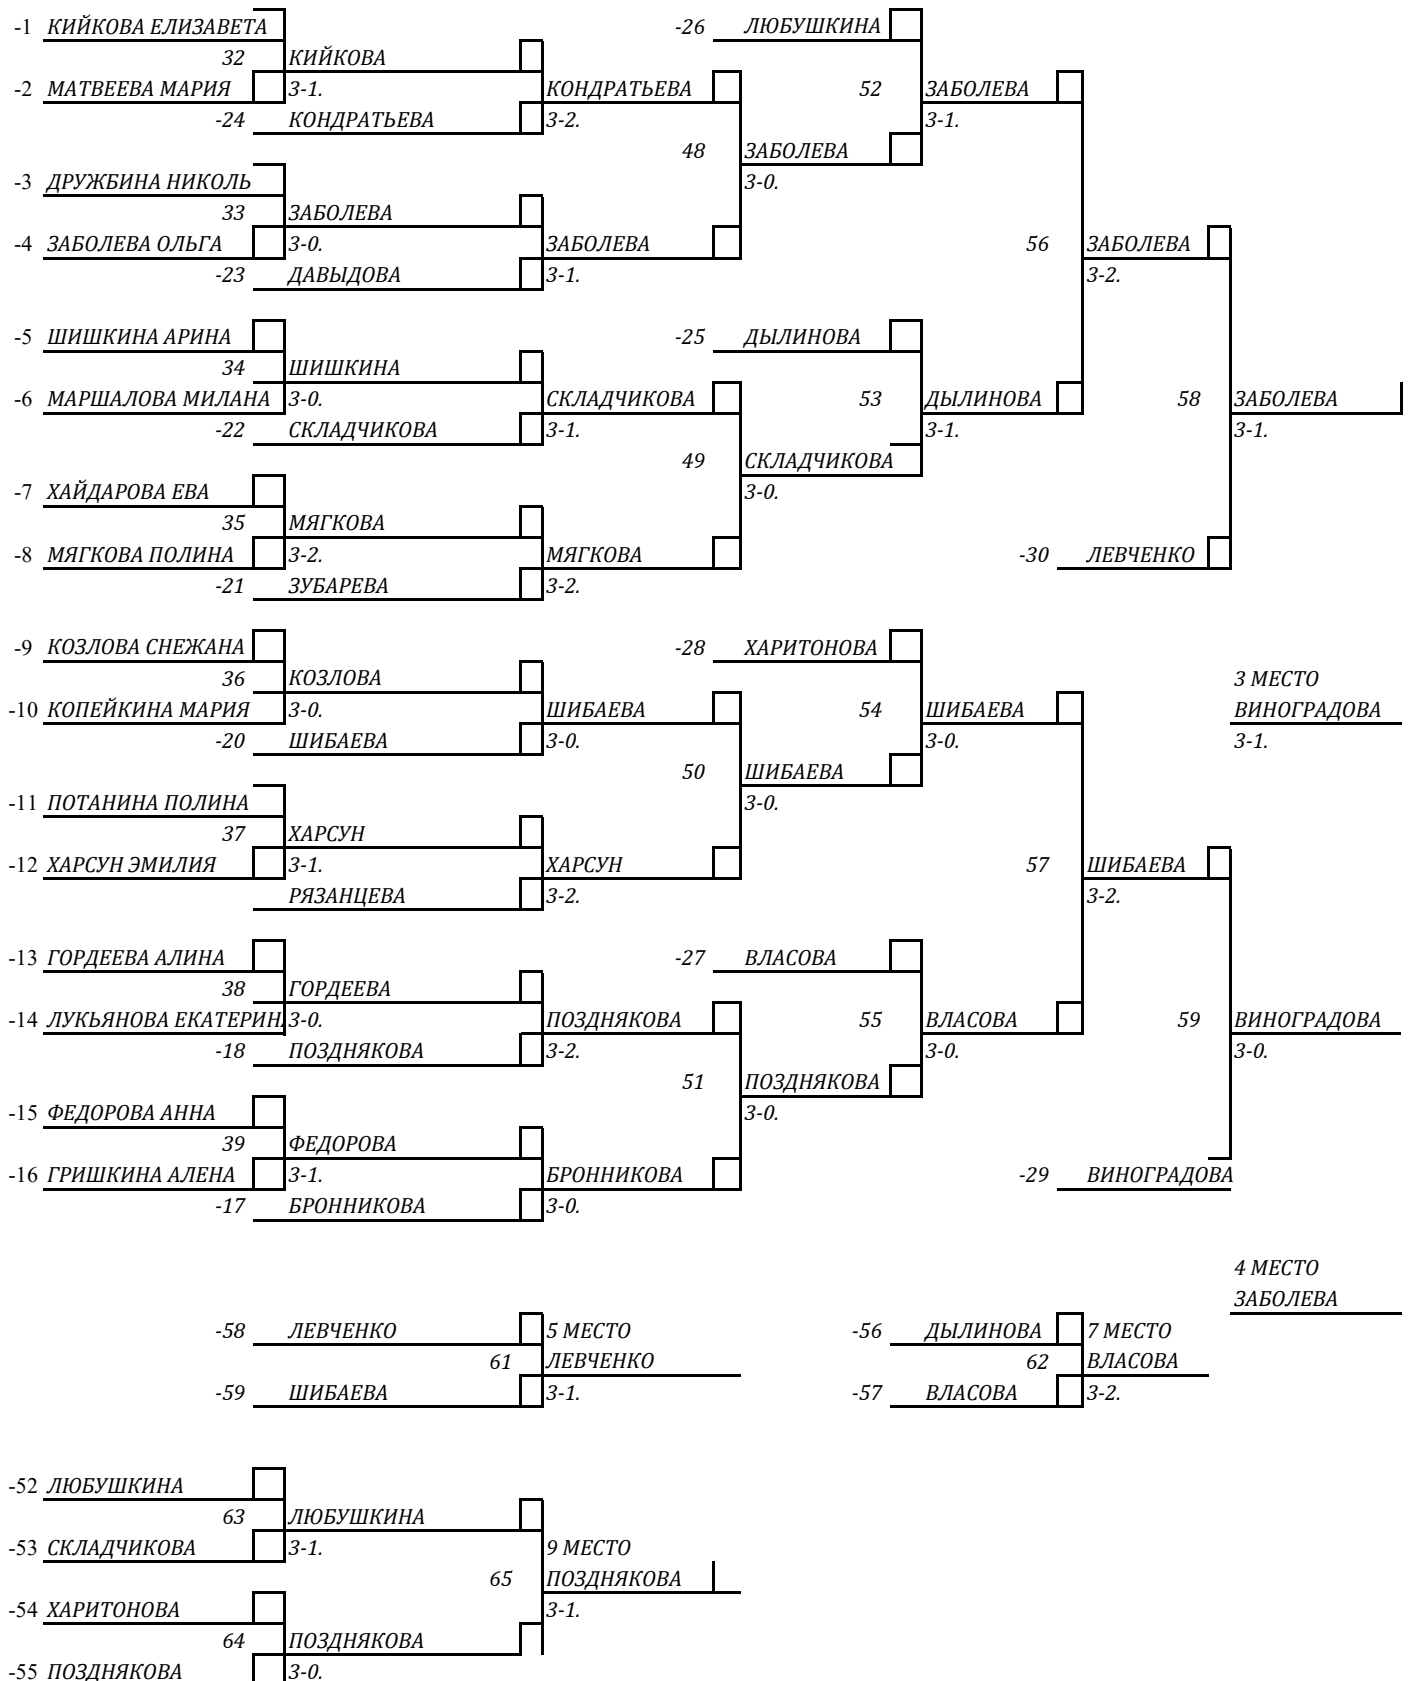 -1 КИЙКОВА ЕЛИЗАВЕТА -26 ЛЮБУШКИНА
32 КИЙКОВА
-2 МАТВЕЕВА МАРИЯ 3-1. КОНДРАТЬЕВА 52 ЗАБОЛЕВА
-24 КОНДРАТЬЕВА 3-2. 3-1.
48 ЗАБОЛЕВА
-3 ДРУЖБИНА НИКОЛЬ 3-0.
33 ЗАБОЛЕВА
-4 ЗАБОЛЕВА ОЛЬГА 3-0. ЗАБОЛЕВА 56 ЗАБОЛЕВА
-23 ДАВЫДОВА 3-1. 3-2.
-5 ШИШКИНА АРИНА -25 ДЫЛИНОВА
34 ШИШКИНА
-6 МАРШАЛОВА МИЛАНА 3-0. СКЛАДЧИКОВА 53 ДЫЛИНОВА 58 ЗАБОЛЕВА
-22 СКЛАДЧИКОВА 3-1. 3-1. 3-1.
49 СКЛАДЧИКОВА
-7 ХАЙДАРОВА ЕВА 3-0.
35 МЯГКОВА
-8 МЯГКОВА ПОЛИНА 3-2. МЯГКОВА -30 ЛЕВЧЕНКО
-21 ЗУБАРЕВА 3-2.
-9 КОЗЛОВА СНЕЖАНА -28 ХАРИТОНОВА
36 КОЗЛОВА 3 МЕСТО
-10 КОПЕЙКИНА МАРИЯ 3-0. ШИБАЕВА 54 ШИБАЕВА ВИНОГРАДОВА
-20 ШИБАЕВА 3-0. 3-0. 3-1.
50 ШИБАЕВА
-11 ПОТАНИНА ПОЛИНА 3-0.
37 ХАРСУН
-12 ХАРСУН ЭМИЛИЯ 3-1. ХАРСУН 57 ШИБАЕВА
РЯЗАНЦЕВА 3-2. 3-2.
-13 ГОРДЕЕВА АЛИНА -27 ВЛАСОВА
38 ГОРДЕЕВА
-14 ЛУКЬЯНОВА ЕКАТЕРИН 3-0. ПОЗДНЯКОВА 55 ВЛАСОВА 59 ВИНОГРАДОВА
-18 ПОЗДНЯКОВА 3-2. 3-0. 3-0.
51 ПОЗДНЯКОВА
-15 ФЕДОРОВА АННА 3-0.
39 ФЕДОРОВА
-16 ГРИШКИНА АЛЕНА 3-1. БРОННИКОВА -29 ВИНОГРАДОВА
-17 БРОННИКОВА 3-0.
4 МЕСТО
ЗАБОЛЕВА
-58 ЛЕВЧЕНКО 5 МЕСТО -56 ДЫЛИНОВА 7 МЕСТО
61 ЛЕВЧЕНКО 62 ВЛАСОВА
-59 ШИБАЕВА 3-1. -57 ВЛАСОВА 3-2.
-52 ЛЮБУШКИНА
63 ЛЮБУШКИНА
-53 СКЛАДЧИКОВА 3-1. 9 МЕСТО
65 ПОЗДНЯКОВА
-54 ХАРИТОНОВА 3-1.
64 ПОЗДНЯКОВА
-55 ПОЗДНЯКОВА 3-0.